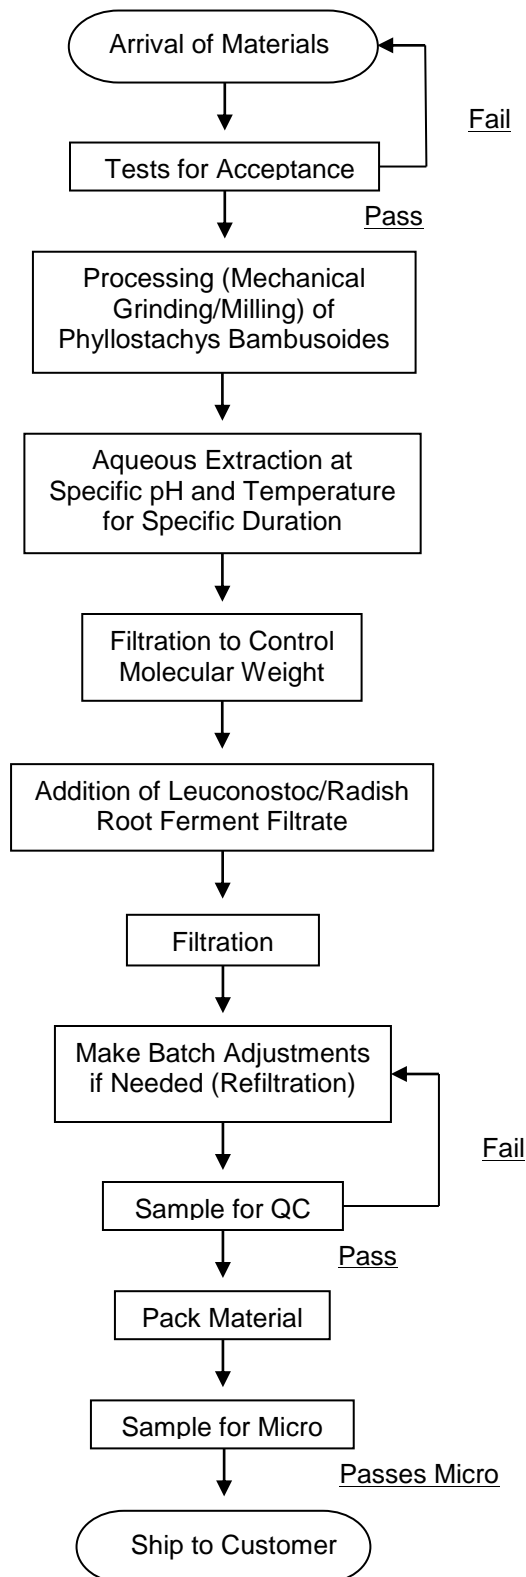 Arrival of Materials
Fail
Tests for Acceptance
Pass
Processing (Mechanical
Grinding/Milling) of
Phyllostachys Bambusoides
Aqueous Extraction at
Specific pH and Temperature
for Specific Duration
Filtration to Control
Molecular Weight
Addition of Leuconostoc/Radish
Root Ferment Filtrate
Filtration
Make Batch Adjustments
if Needed (Refiltration)
Fail
Sample for QC
Pass
Pack Material
Sample for Micro
Passes Micro
Ship to Customer